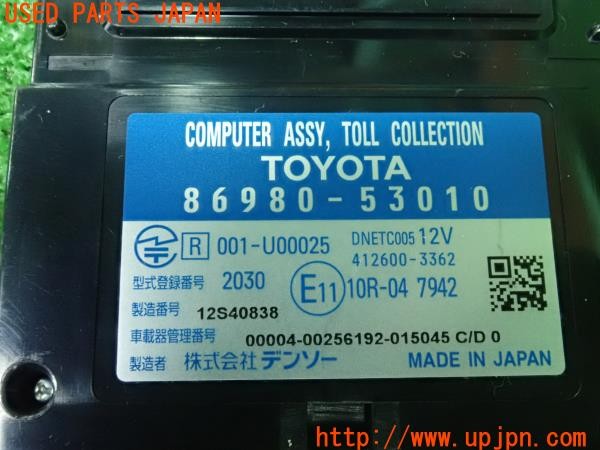 USED PARTS JAPAN
COMPUTER ASSY, TOLL COLLECTION
TOYOTA
86980-53010
R 001-U00025 DNETC005 12V
412600-3362
型式登録番号 2030 E11 10R-04 7942
製造番号 12S40838
車載器管理番号 00004-00256192-015045 C/D 0
製造者 株式会社デンソー MADE IN JAPAN
http://www.upjpn.com/